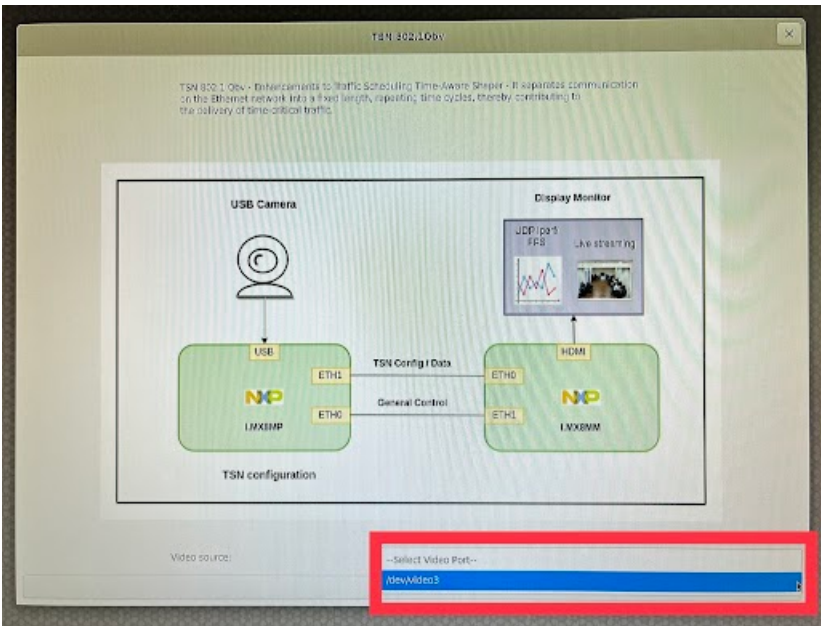 TSN 802.1Qbv
TSN 802.1 Qbv - Enhancements to Traffic Scheduling Time-Aware Shaper - It separates communication
on the Ethernet network into a fixed length, repeating time cycles, thereby contributing to
the delivery of time-critical traffic.
USB Camera
Display Monitor
UDP Iperf
FPS
Live streaming
USB
HDMI
ETH1
TSN Config / Data
ETH0
NXP
NXP
ETH0
General Control
ETH1
I.MX8MP
I.MX8MM
TSN configuration
Video source:
--Select Video Port--
/dev/video3